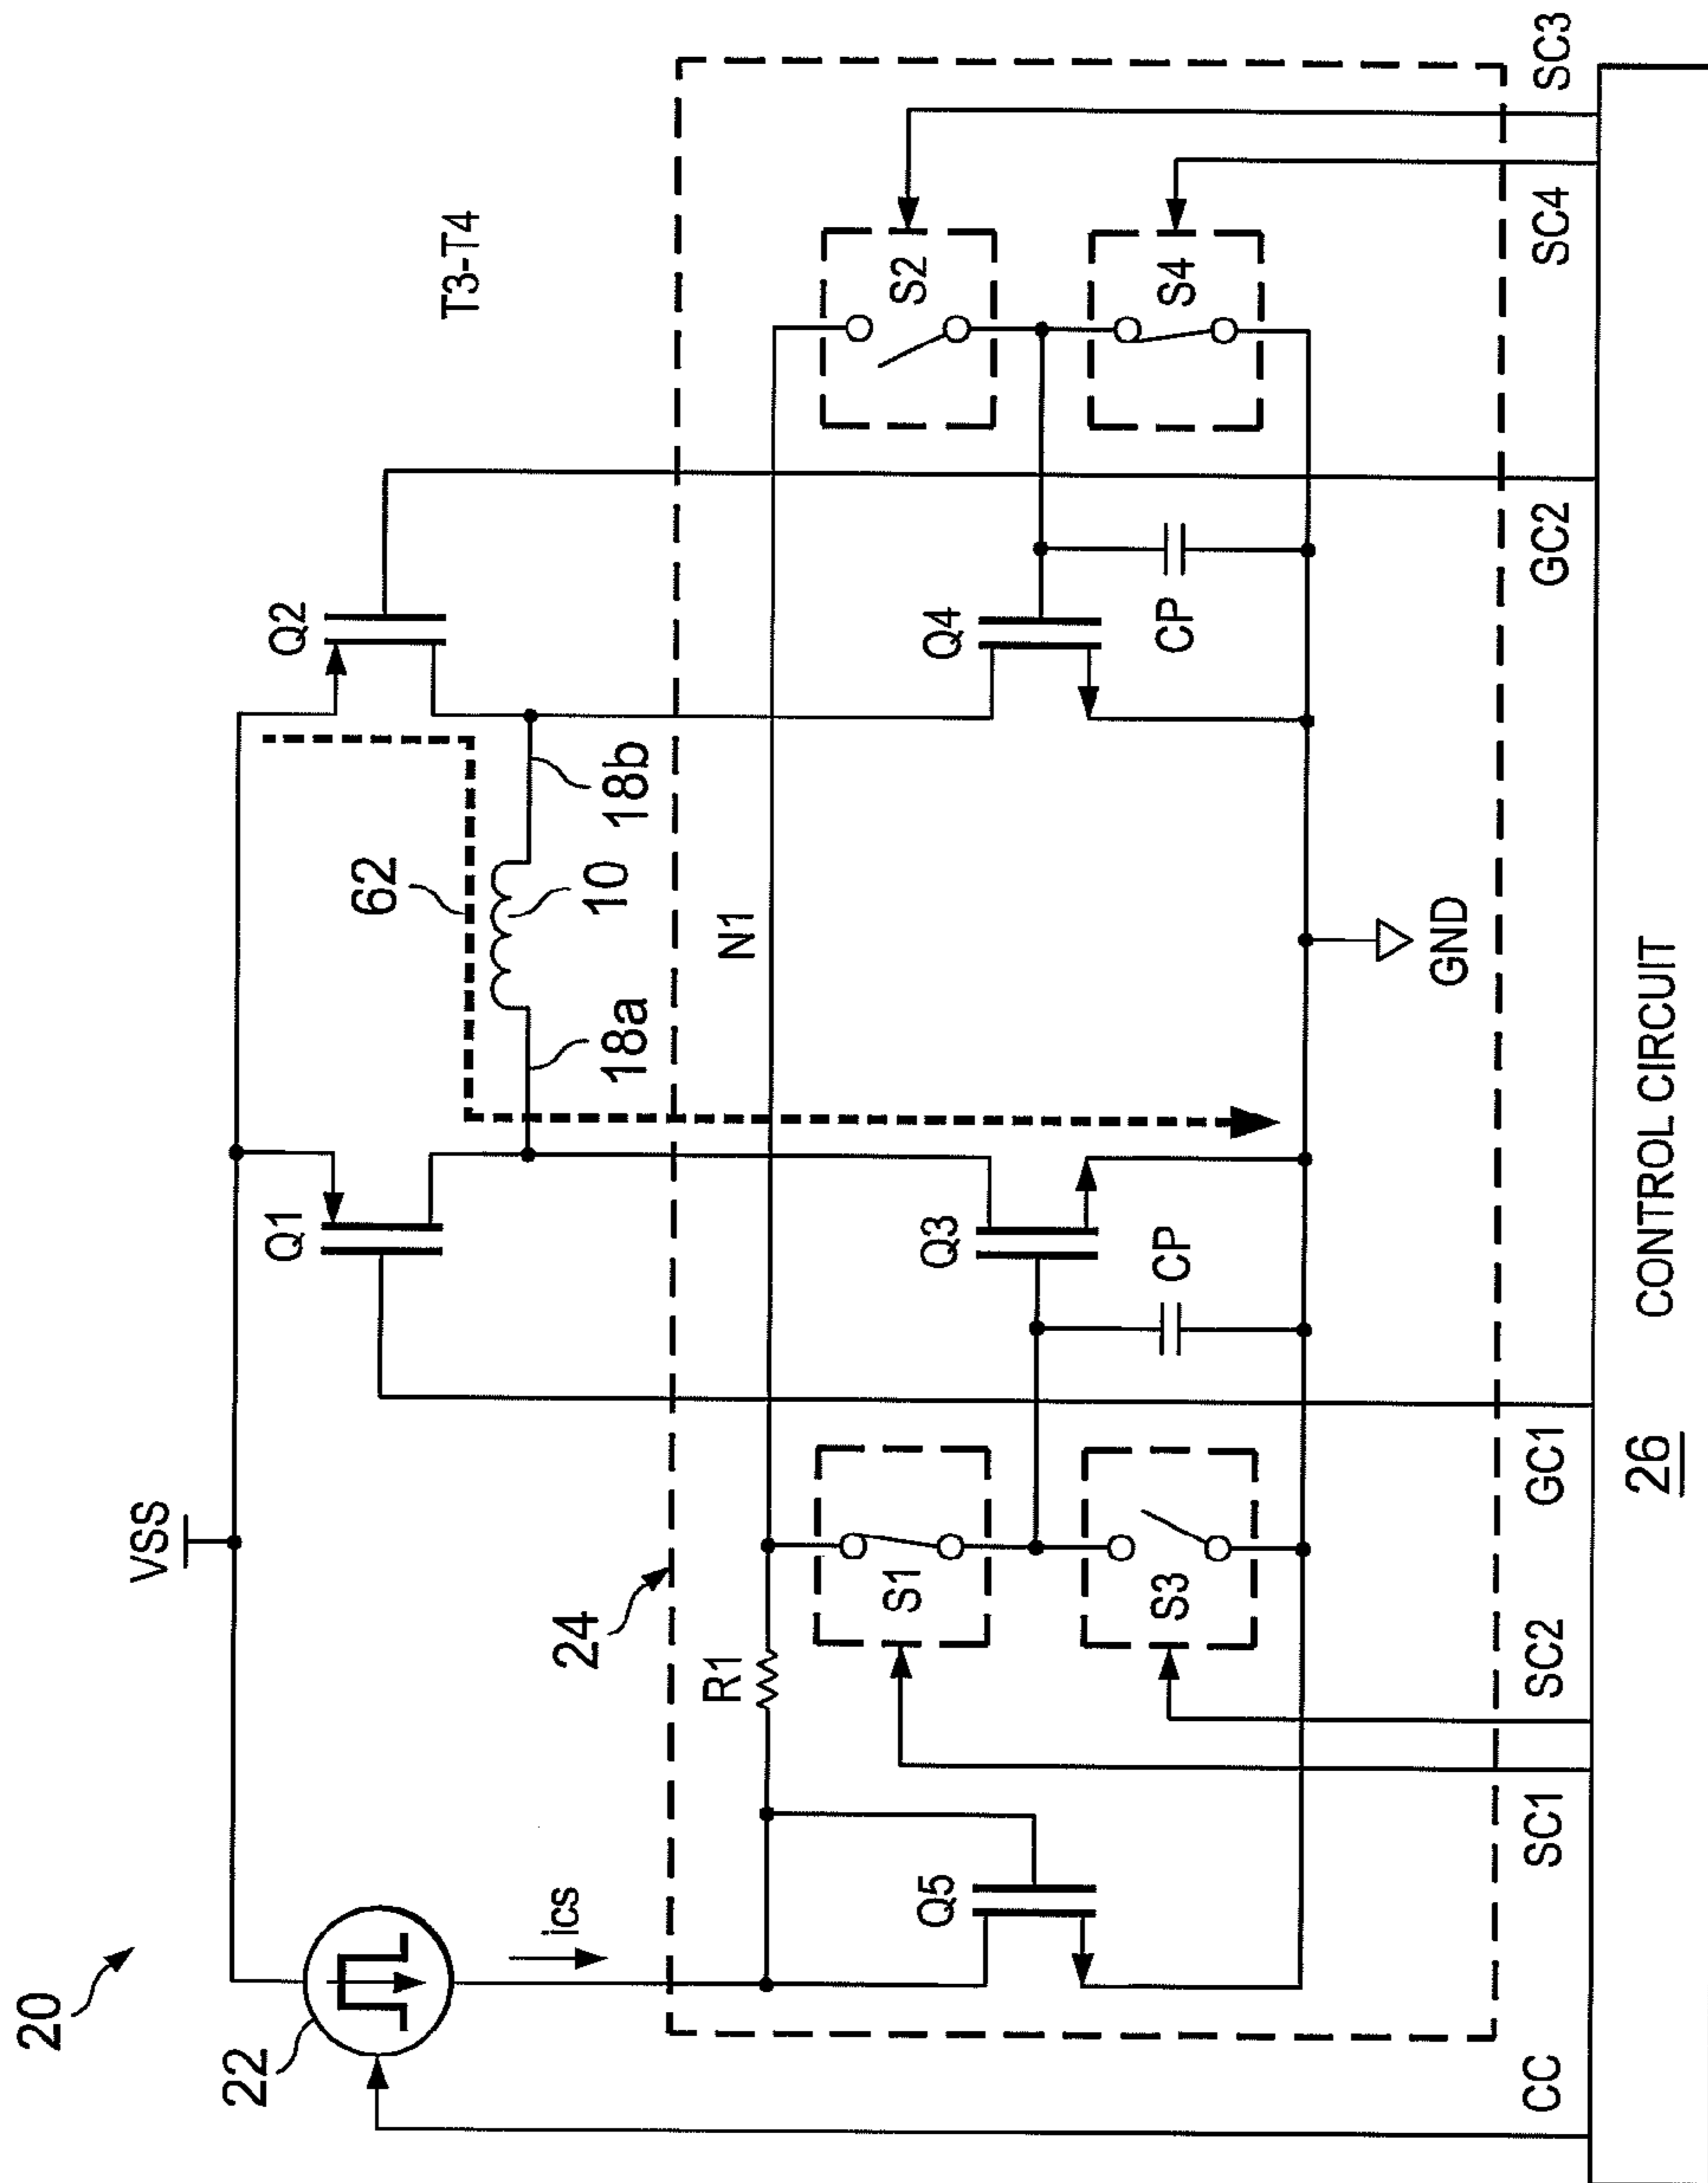 20
VSS
22
ics
Q1
Q2
62
T3-T4
18a
10
18b
24
R1
N1
Q5
S1
S3
Q3
CP
Q4
CP
S2
S4
GND
CC
SC1
SC2
GC1
GC2
SC4
SC3
CONTROL CIRCUIT
26